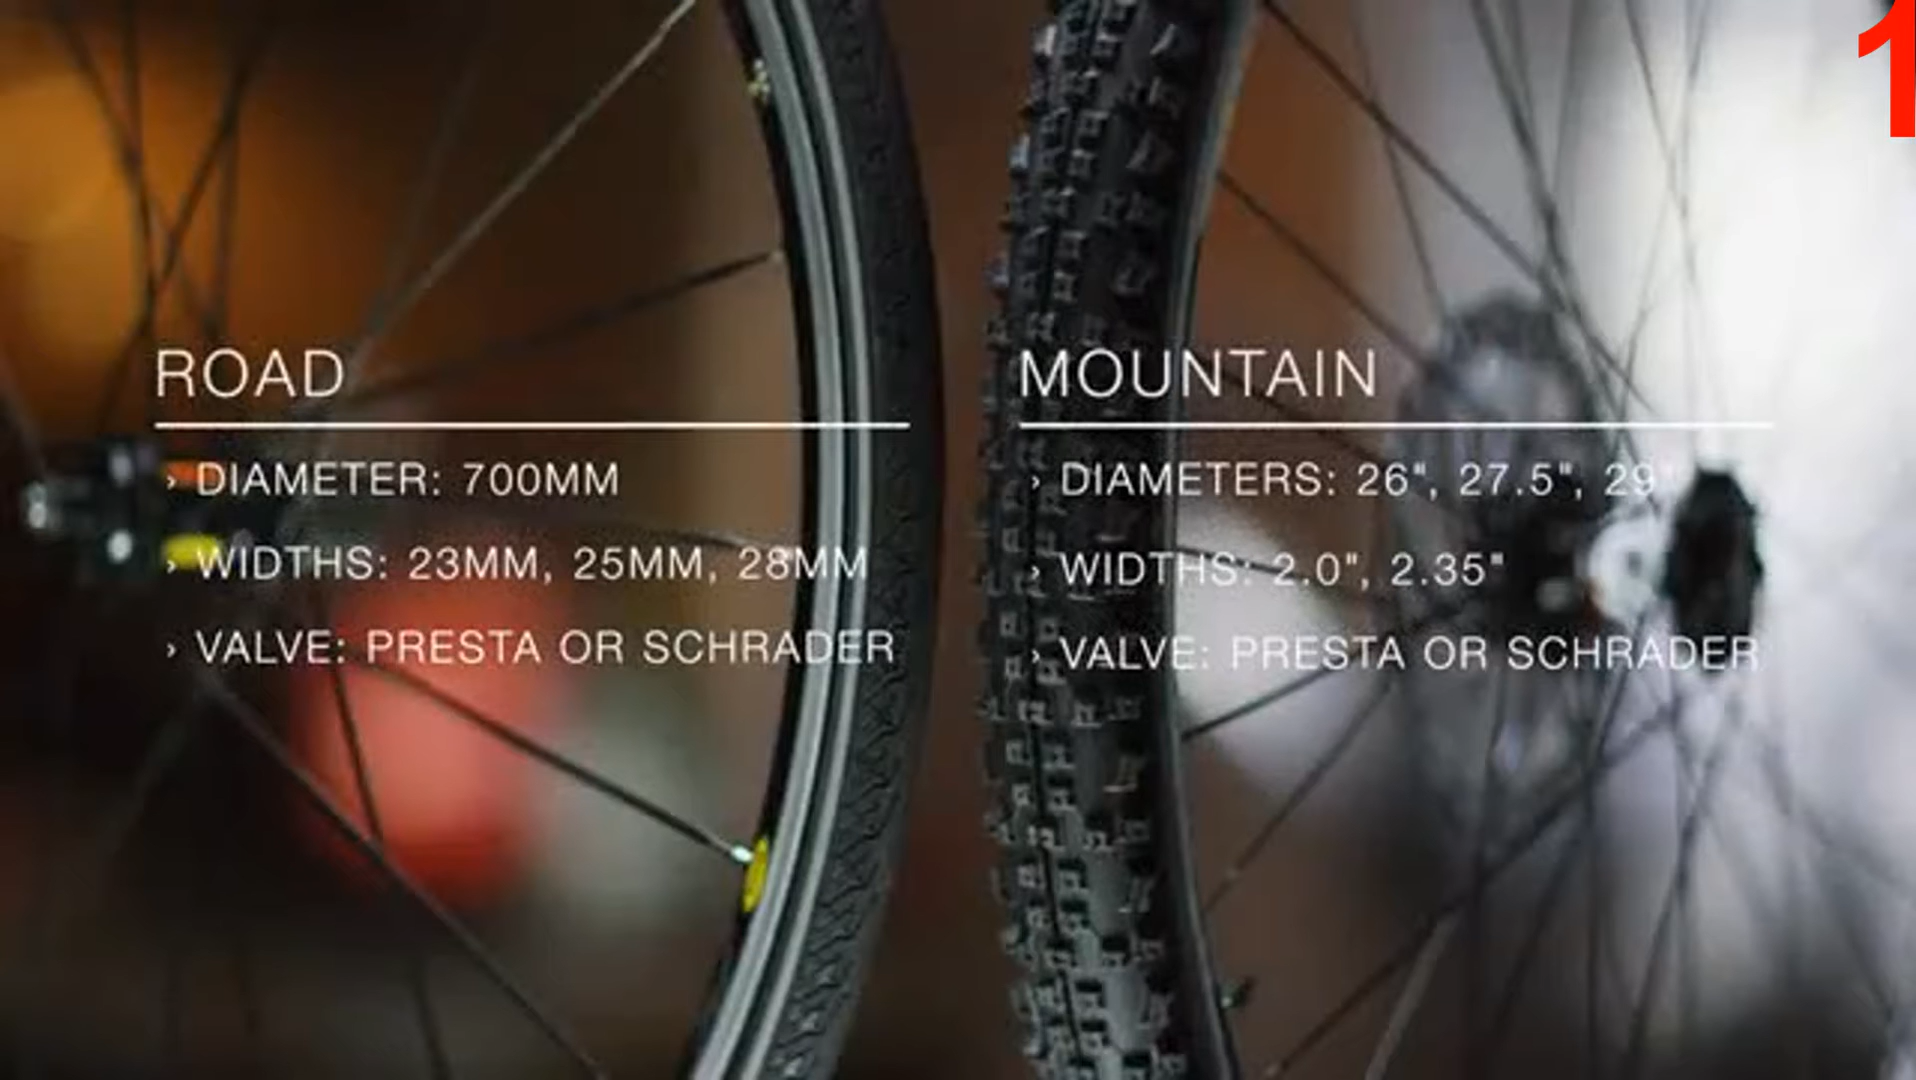 1
ROAD
› DIAMETER: 700MM
› WIDTHS: 23MM, 25MM, 28MM
› VALVE: PRESTA OR SCHRADER
MOUNTAIN
› DIAMETERS: 26", 27.5", 29"
› WIDTHS: 2.0", 2.35"
› VALVE: PRESTA OR SCHRADER